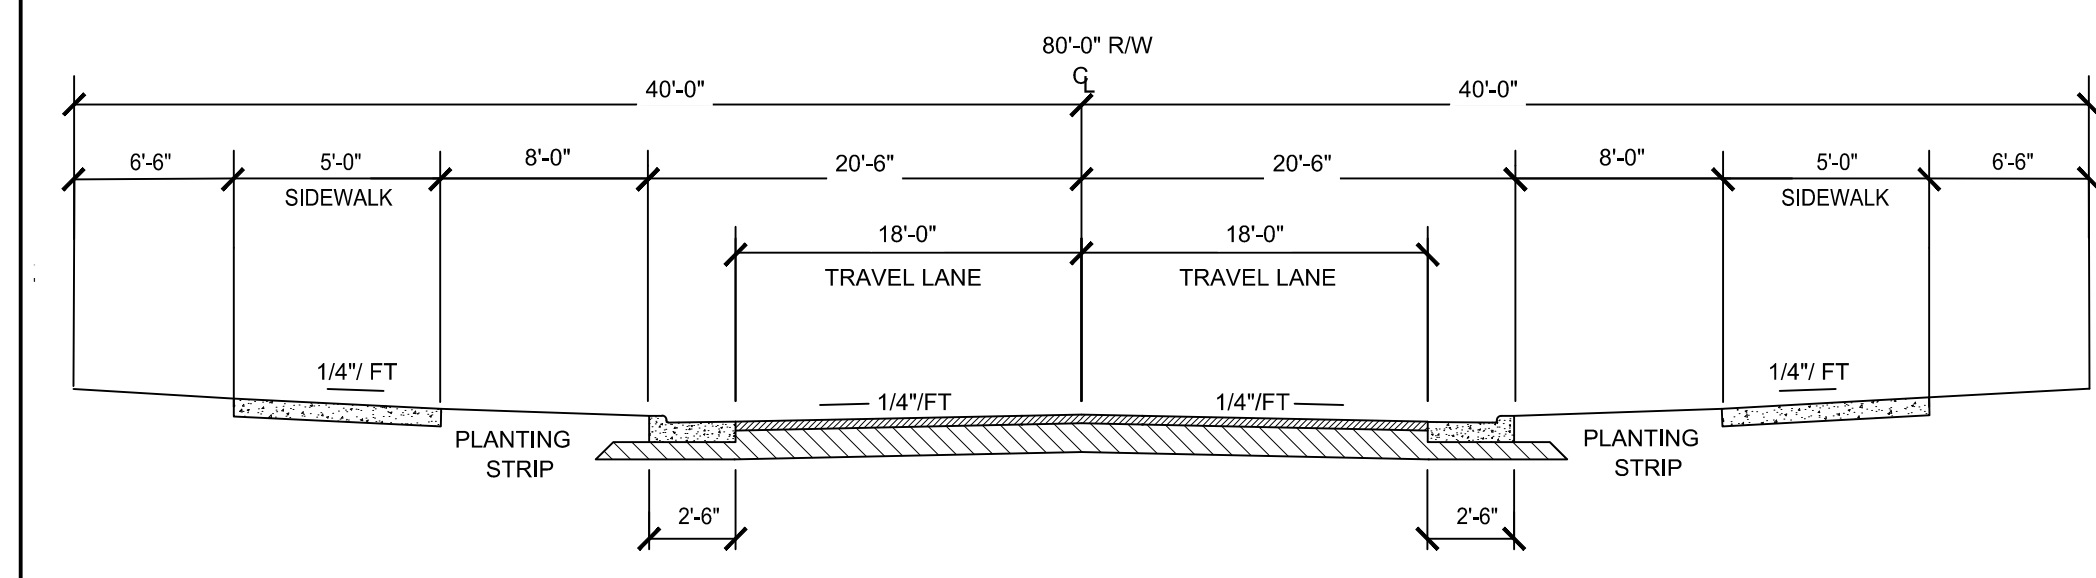 80'-0" R/W
CL
40'-0" 40'-0"
6'-6" 5'-0" 8'-0" 20'-6" 20'-6" 8'-0" 5'-0" 6'-6"
SIDEWALK SIDEWALK
18'-0" 18'-0"
TRAVEL LANE TRAVEL LANE
1/4"/ FT 1/4"/ FT
1/4"/FT 1/4"/FT
PLANTING PLANTING
STRIP STRIP
2'-6" 2'-6"